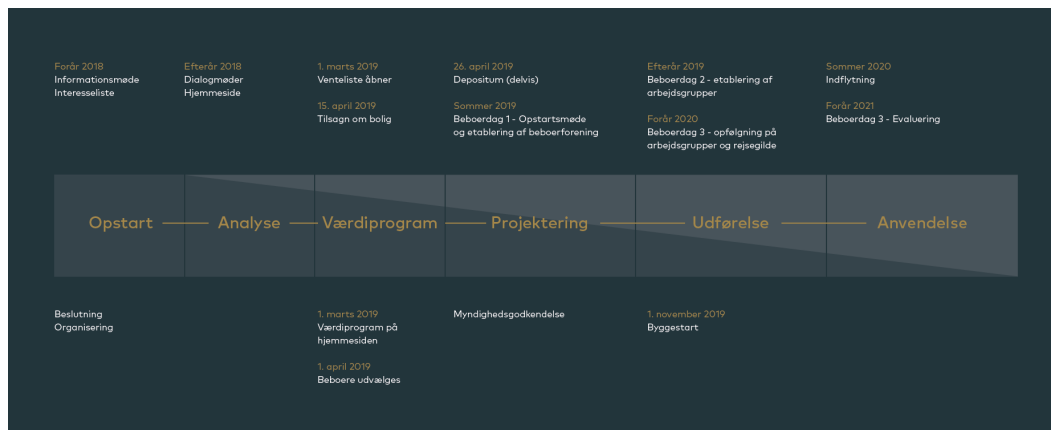 Forår 2018
Informationsmøde
Interesseliste
Efterår 2018
Dialogmøder
Hjemmeside
1. marts 2019
Venteliste åbner
15. april 2019
Tilsagn om bolig
26. april 2019
Depositum (delvis)
Sommer 2019
Beboerdag 1 - Opstartsmøde
og etablering af beboerforening
Efterår 2019
Beboerdag 2 - etablering af
arbejdsgrupper
Forår 2020
Beboerdag 3 - opfølgning på
arbejdsgrupper og rejsegilde
Sommer 2020
Indflytning
Forår 2021
Beboerdag 3 - Evaluering
Opstart
Analyse
Værdiprogram
Projektering
Udførelse
Anvendelse
Beslutning
Organisering
1. marts 2019
Værdiprogram på
hjemmesiden
1. april 2019
Beboere udvælges
Myndighedsgodkendelse
1. november 2019
Byggestart